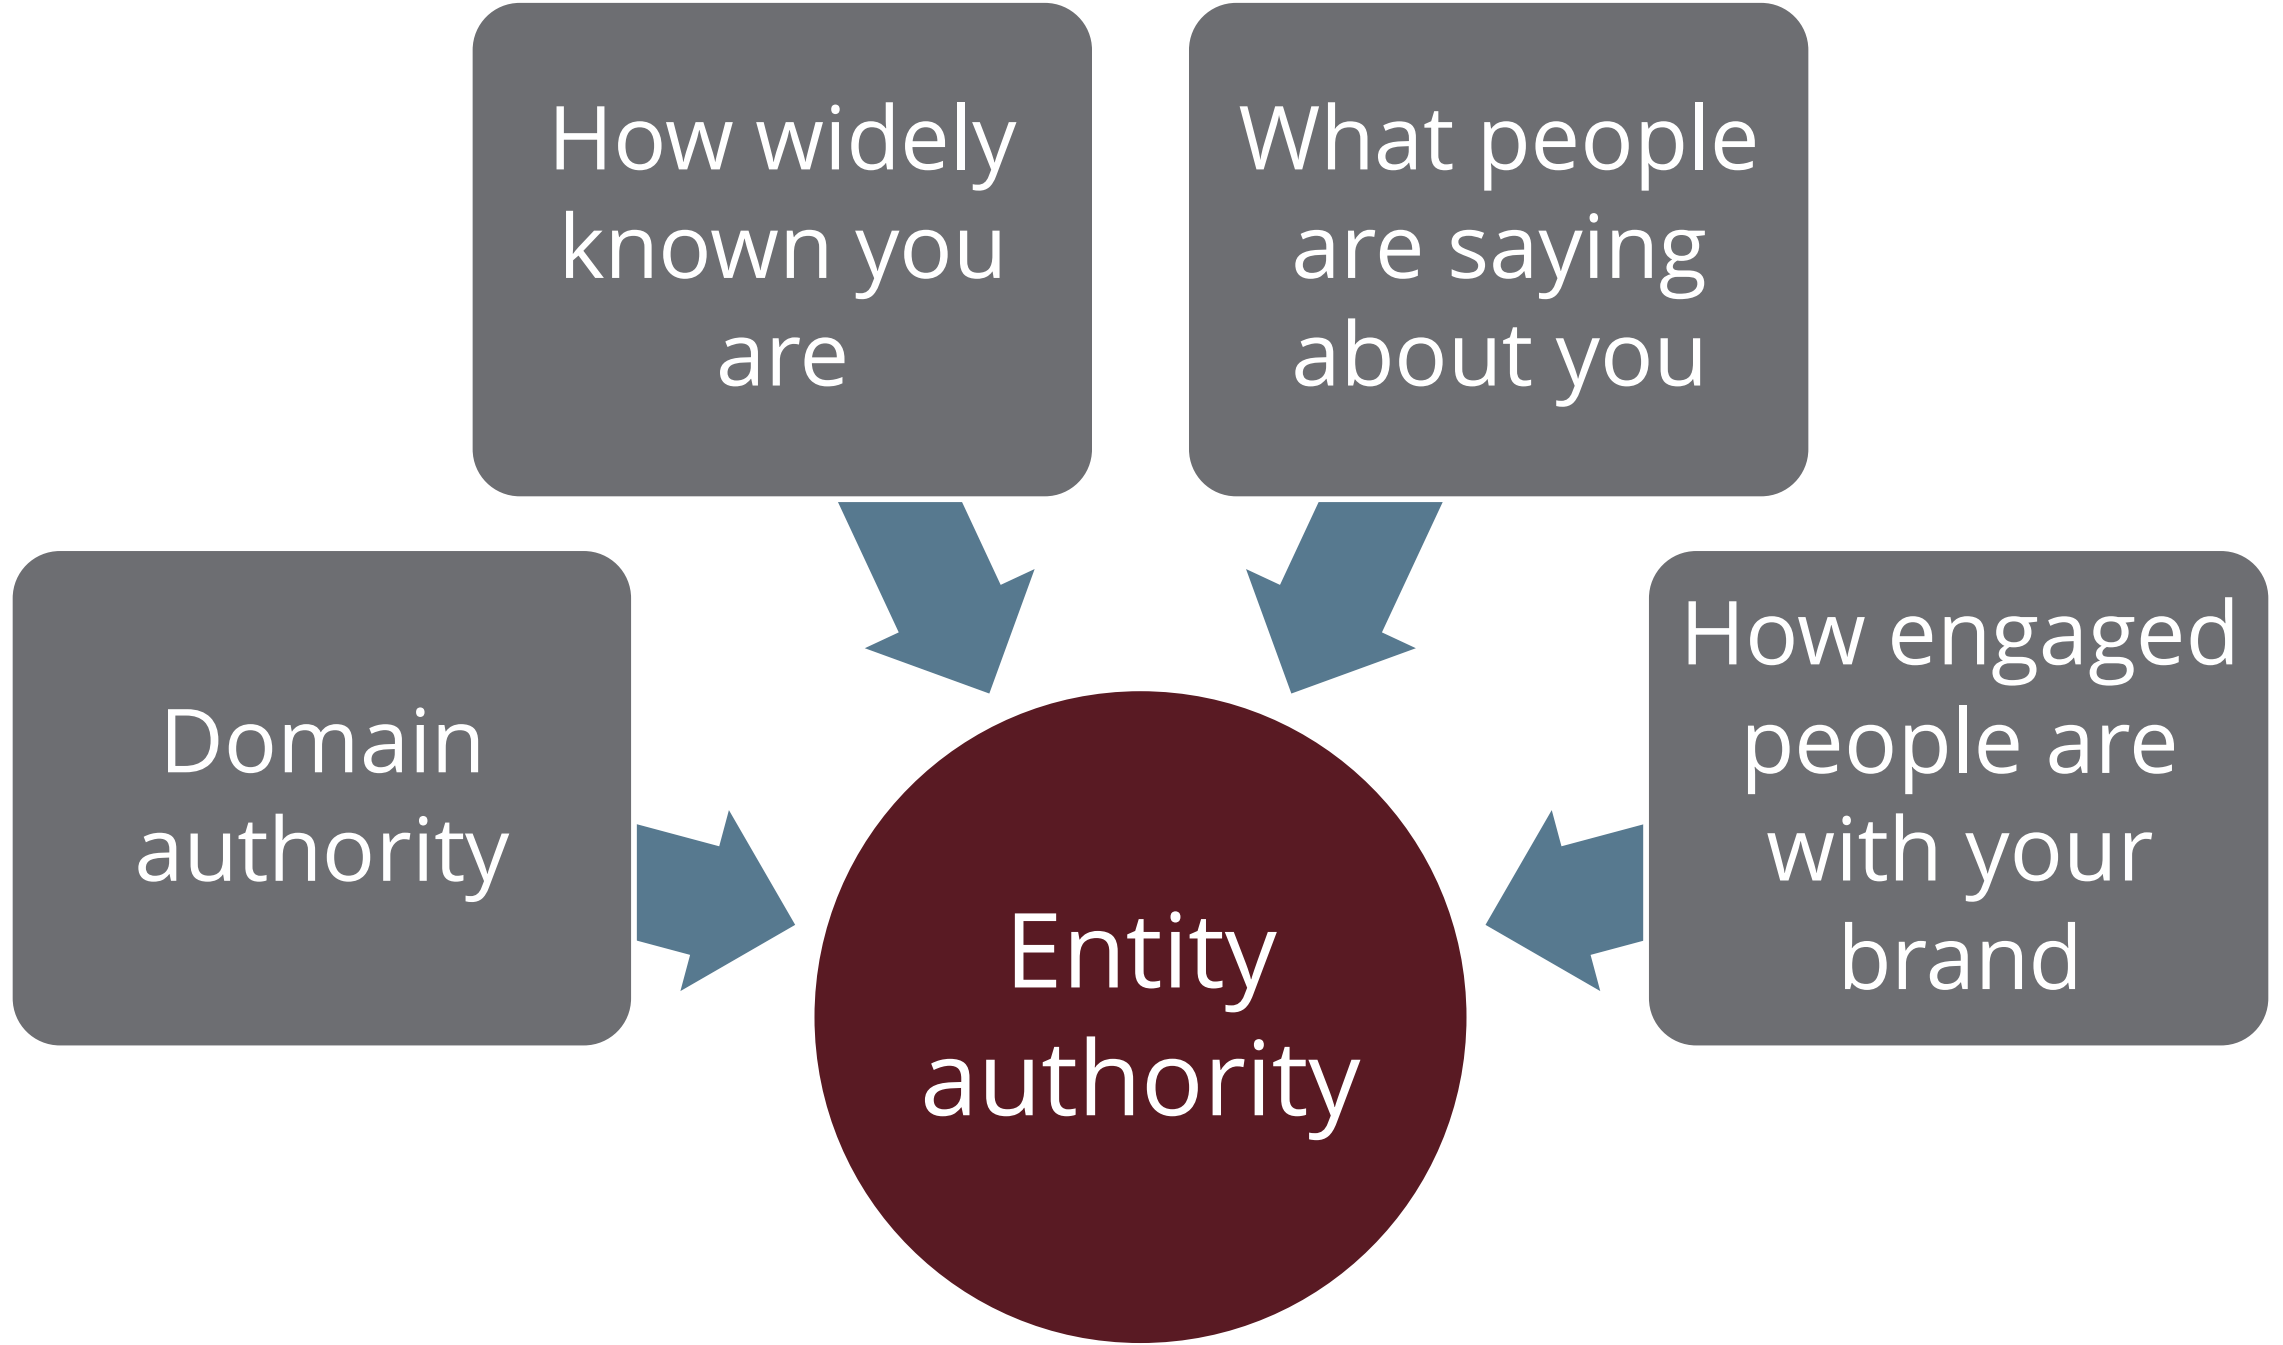 How widely
known you
are
What people
are saying
about you
Domain
authority
How engaged
people are
with your
brand
Entity
authority